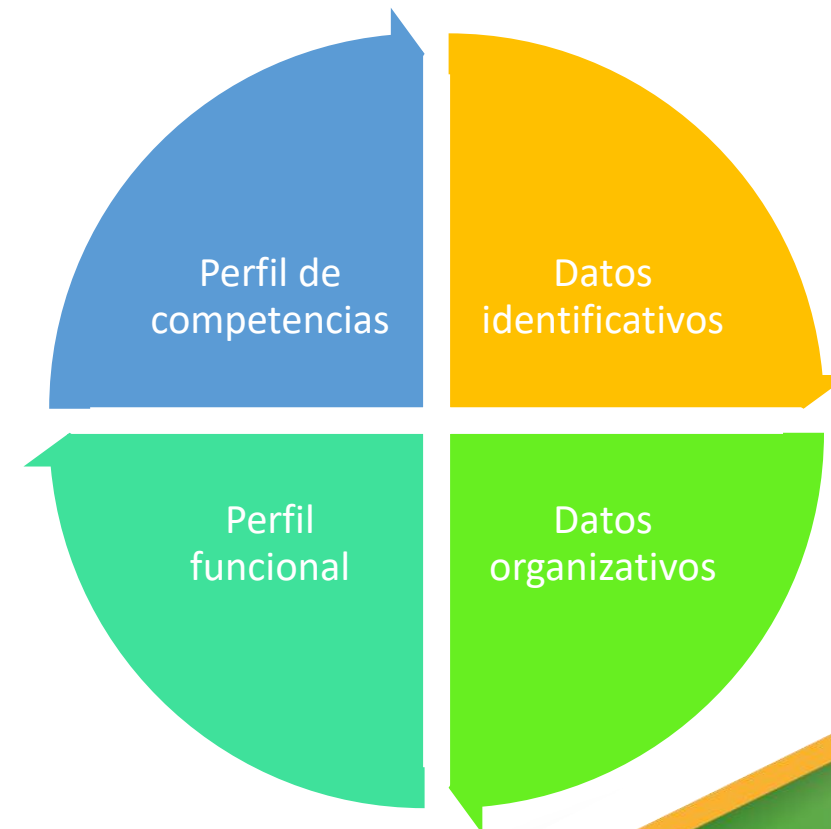 Perfil de
competencias
Datos
identificativos
Perfil
funcional
Datos
organizativos